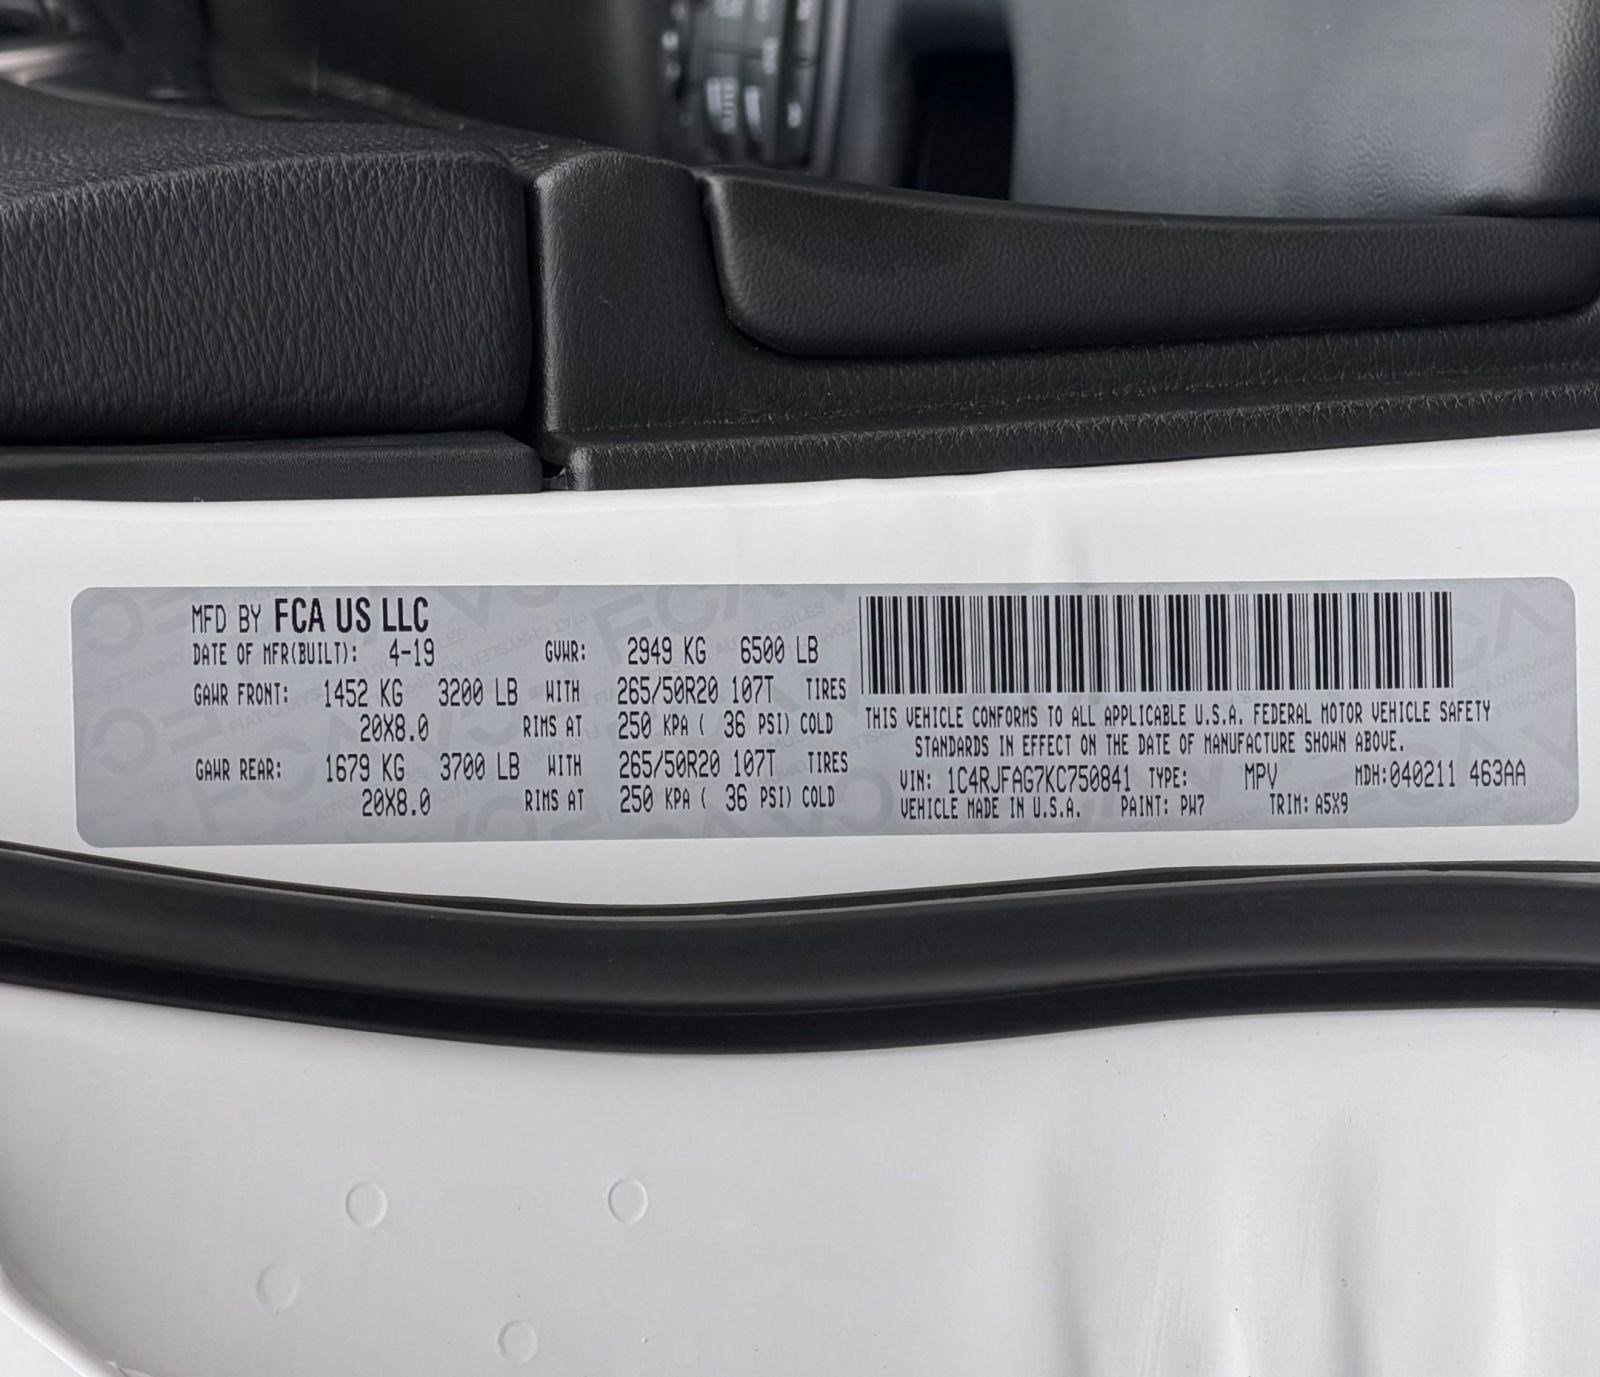 MFD BY FCA US LLC
DATE OF MFR(BUILT): 4-19 GVWR: 2949 KG 6500 LB
GAWR FRONT: 1452 KG 3200 LB WITH 265/50R20 107T TIRES
20X8.0 RIMS AT 250 KPA ( 36 PSI) COLD
GAWR REAR: 1679 KG 3700 LB WITH 265/50R20 107T TIRES
20X8.0 RIMS AT 250 KPA ( 36 PSI) COLD
THIS VEHICLE CONFORMS TO ALL APPLICABLE U.S.A. FEDERAL MOTOR VEHICLE SAFETY
STANDARDS IN EFFECT ON THE DATE OF MANUFACTURE SHOWN ABOVE.
VIN: 1C4RJFAG7KC750841 TYPE: MPV MDH:040211 463AA
VEHICLE MADE IN U.S.A. PAINT: PW7 TRIM: A5X9